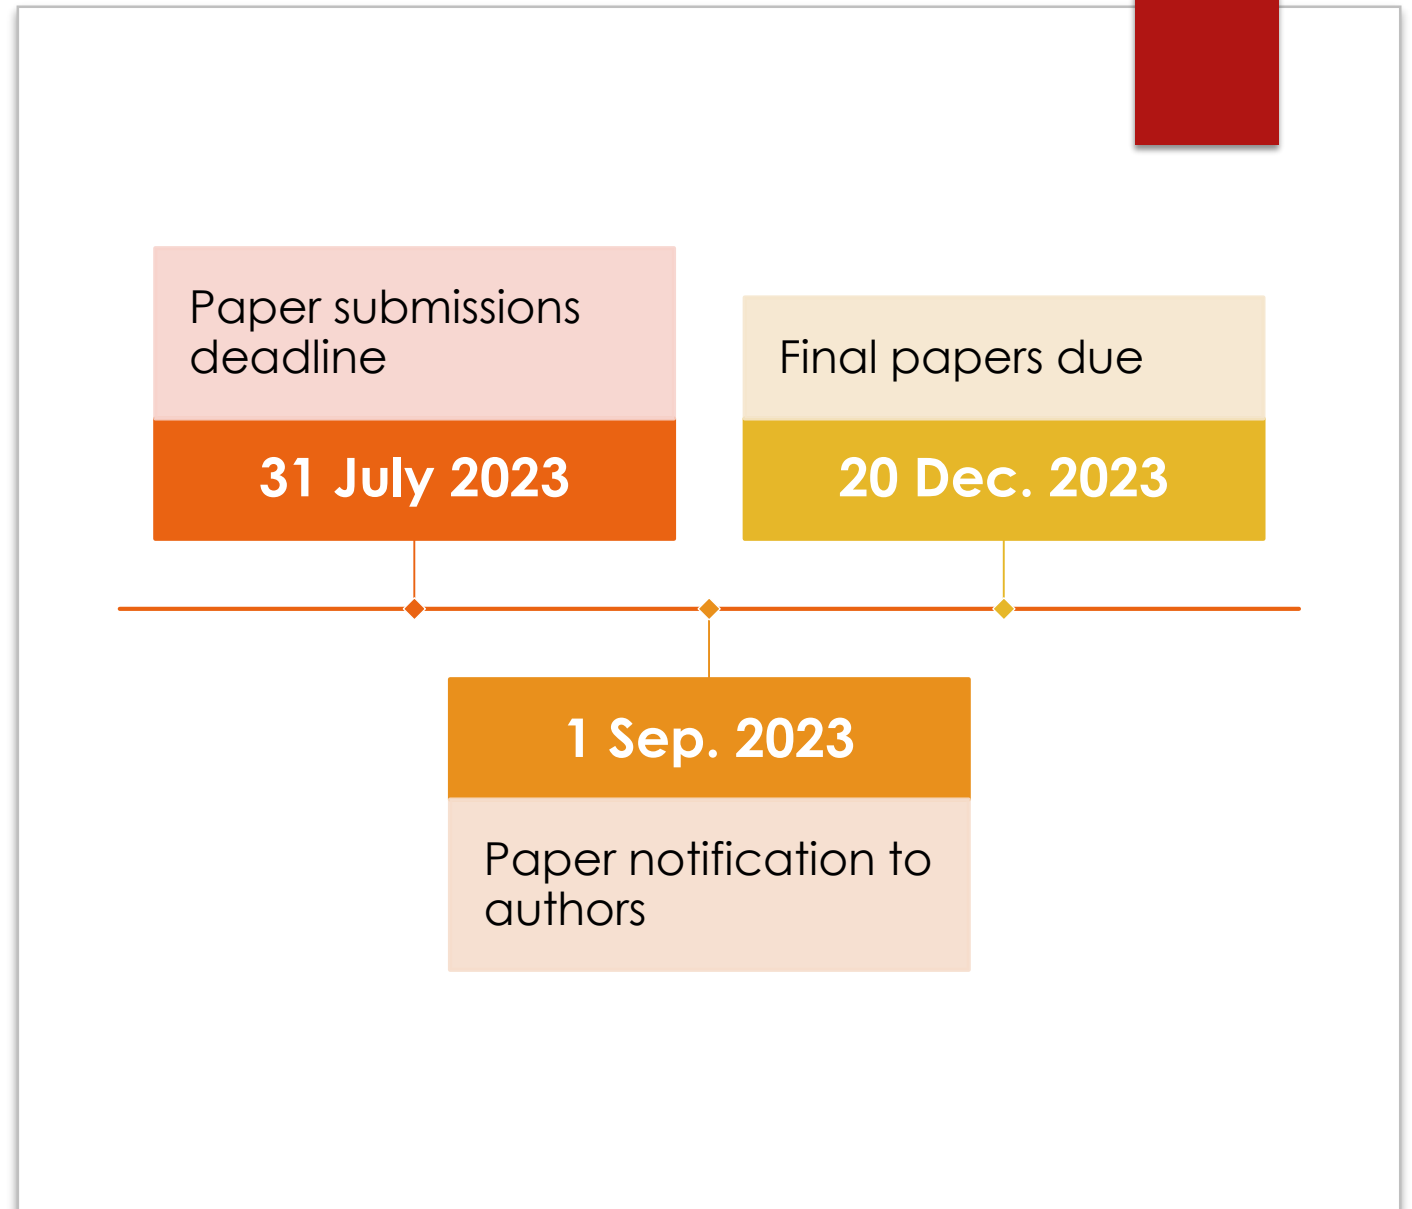 Paper submissions
deadline
31 July 2023
Final papers due
20 Dec. 2023
1 Sep. 2023
Paper notification to
authors